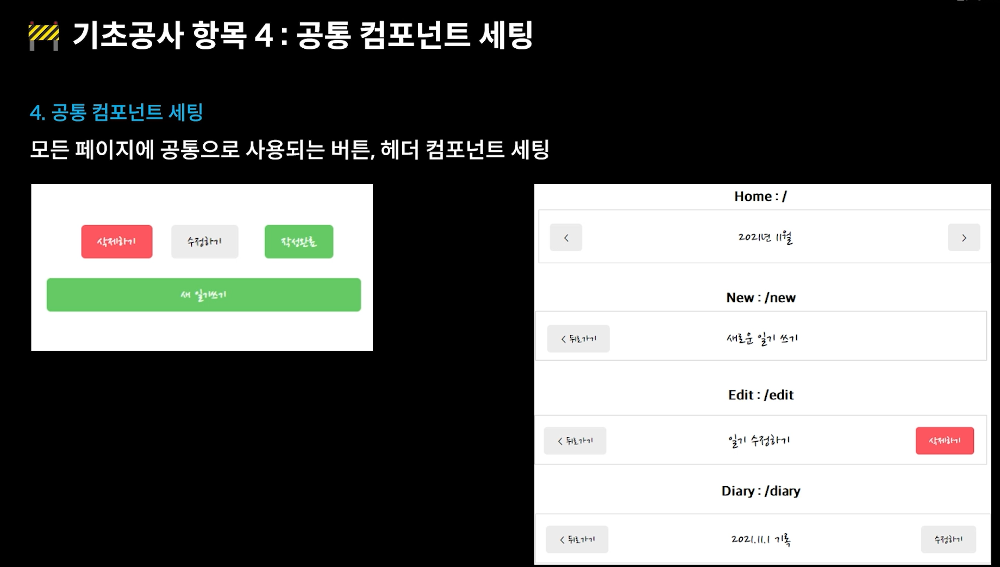 기초공사 항목 4 : 공통 컴포넌트 세팅
4. 공통 컴포넌트 세팅
모든 페이지에 공통으로 사용되는 버튼, 헤더 컴포넌트 세팅
삭제하기 수정하기 작성완료
새 일기쓰기
Home : /
< 2021년 11월 >
New : /new
< 뒤로가기 새로운 일기 쓰기
Edit : /edit
< 뒤로가기 일기 수정하기 삭제하기
Diary : /diary
< 뒤로가기 2021.11.1 기록 수정하기